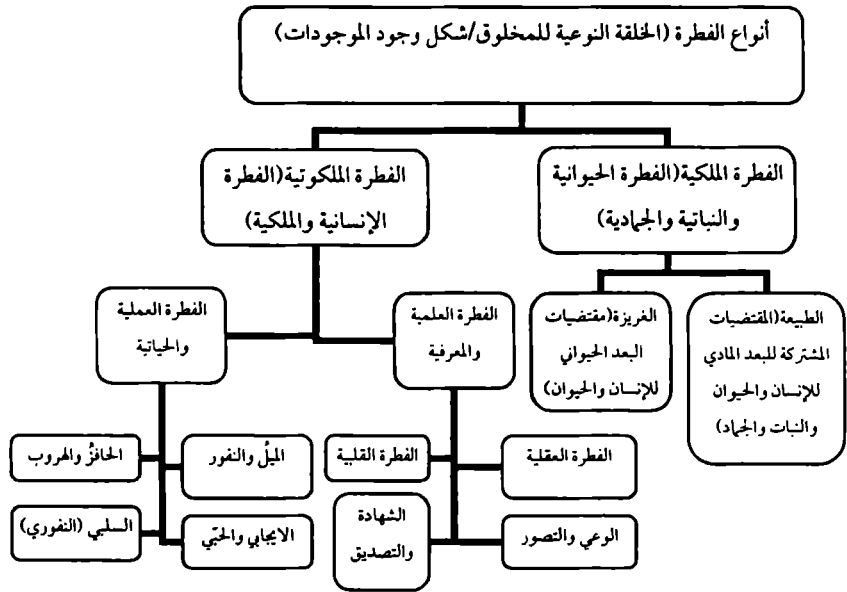 أنواع الفطرة (الخلقة النوعية للمخلوق/شكل وجود الموجودات)
الفطرة الملكية(الفطرة الحيوانية
والنباتية والجمادية)
الفطرة الملكوتية(الفطرة
الإنسانية والملكية)
الطبيعة(المقتضيات
المشتركة للبعد المادي
للإنسان والحيوان
والنبات والجماد)
الغريزة(مقتضيات
البعد الحيواني
للإنسان والحيوان)
الفطرة العلمية
والمعرفية
الفطرة العملية
والحياتية
الفطرة العقلية
الفطرة القلبية
الوعي والتصور
الشهادة
والتصديق
الميلُ والنفور
الحافزُ والهروب
الايجابي والحبّي
السلبي (النفوري)